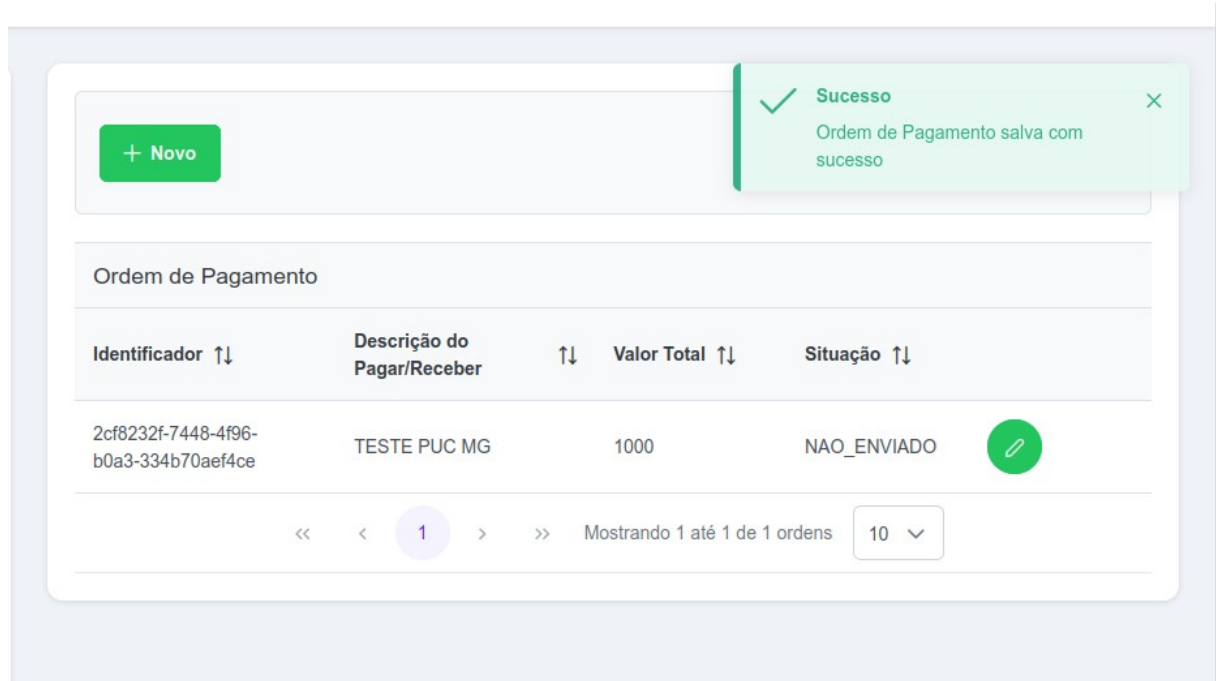 Sucesso
Ordem de Pagamento salva com
sucesso
+ Novo
Ordem de Pagamento
Identificador
Descrição do
Pagar/Receber
Valor Total
Situação
2cf8232f-7448-4f96-
b0a3-334b70aef4ce
TESTE PUC MG
1000
NAO_ENVIADO
<< < 1 > >> Mostrando 1 até 1 de 1 ordens 10